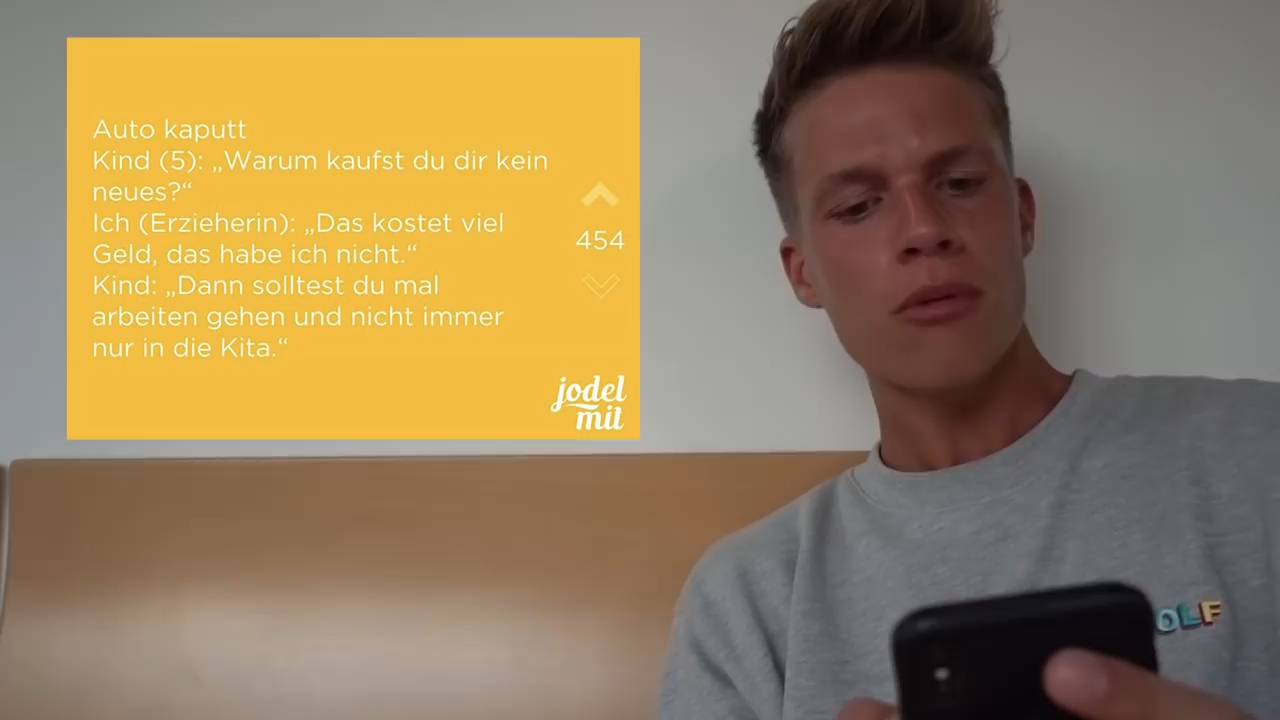 Auto kaputt
Kind (5): „Warum kaufst du dir kein
neues?“
Ich (Erzieherin): „Das kostet viel
Geld, das habe ich nicht.“
Kind: „Dann solltest du mal
arbeiten gehen und nicht immer
nur in die Kita.“
454
jodel
mit
OLF